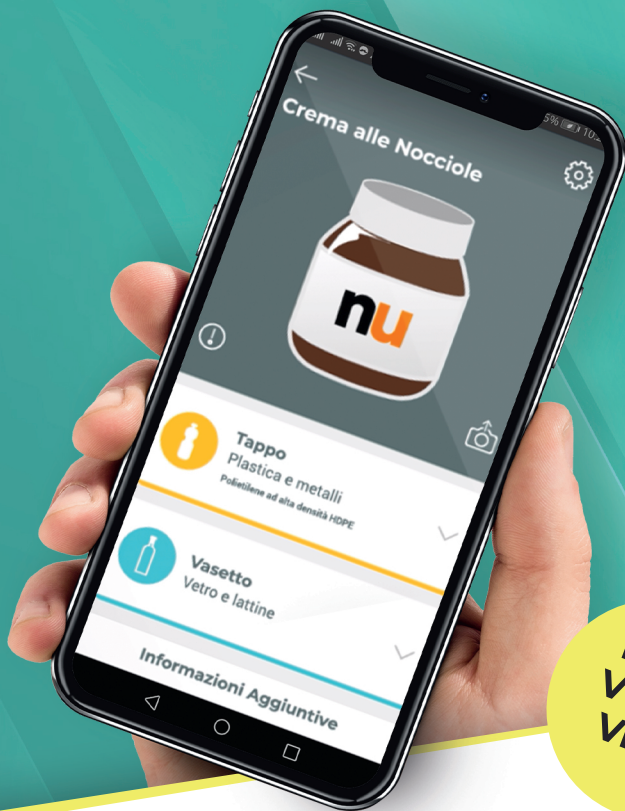 Crema alle Nocciole
nu
Tappo
Plastica e metalli
Polietilene ad alta densità HDPE
Vasetto
Vetro e lattine
Informazioni Aggiuntive